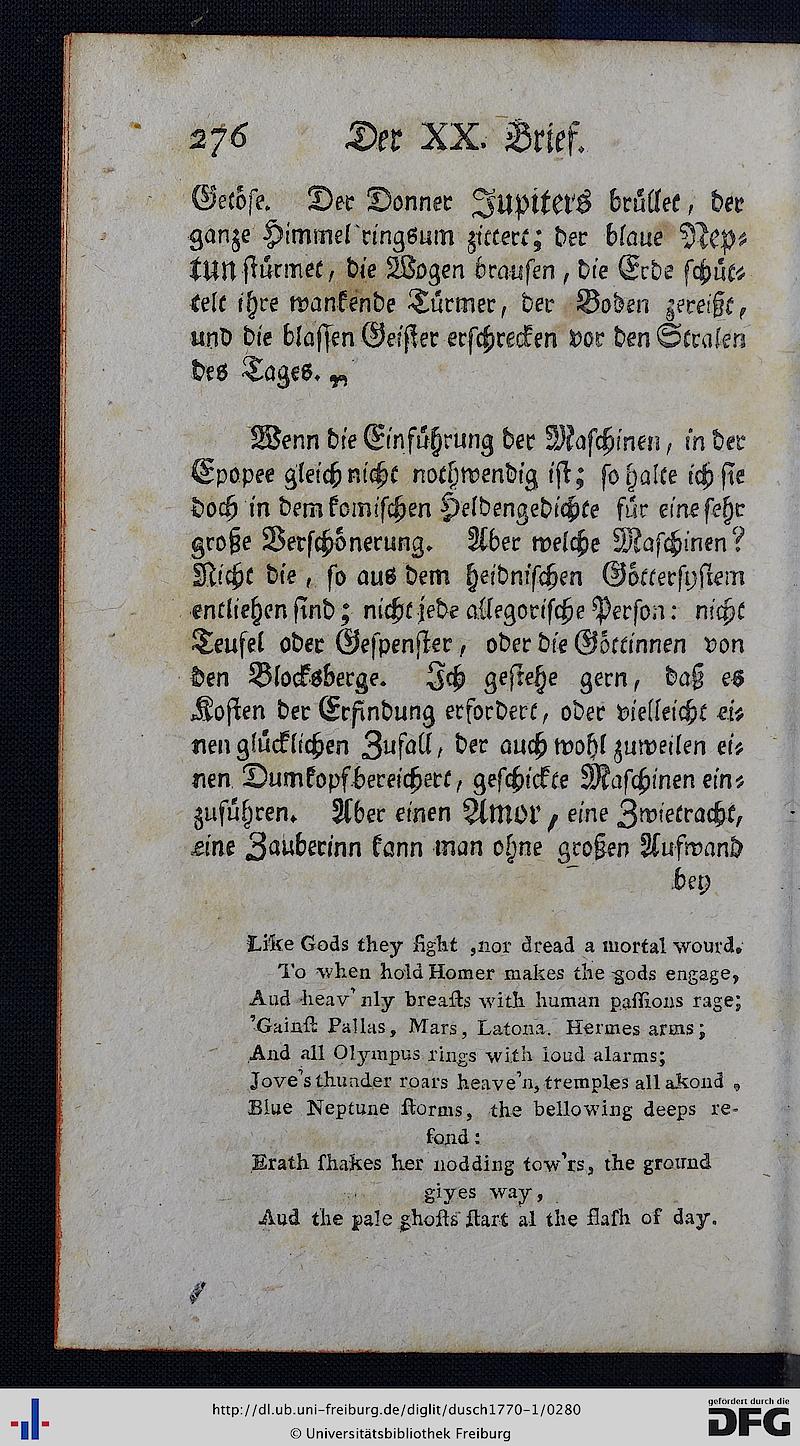 276 Der XX. Brief.
Getöse. Der Donner Jupiters brüllet, der
ganze Himmel ringsum zittert; der blaue Nep-
tun stürmet, die Wogen brausen, die Erde schüt-
telt ihre wankende Türmer, der Boden zereißt,
und die blassen Geister erschrecken vor den Stralen
des Tages.„
Wenn die Einführung der Maschinen, in der
Epopee gleich nicht nothwendig ist; so halte ich sie
doch in dem komischen Heldengedichte für eine sehr
große Verschönerung. Aber welche Maschinen?
Nicht die, so aus dem heidnischen Göttersystem
entliehen sind; nicht jede allegorische Person: nicht
Teufel oder Gespenster, oder die Göttinnen von
den Blocksberge. Ich gestehe gern, daß es
Kosten der Erfindung erfordert, oder vielleicht ei-
nen glücklichen Zufall, der auch wohl zuweilen ei-
nen Dumkopf bereichert, geschickte Maschinen ein-
zuführen. Aber einen Amor, eine Zwietracht,
eine Zauberinn kann man ohne großen Aufwand
bey
Like Gods they fight ,nor dread a mortal wourd.
To when hold Homer makes the gods engage,
Aud heav' nly breaſts with human paſſions rage;
'Gainſt Pallas, Mars, Latona. Hermes arms;
And all Olympus rings with loud alarms;
Jove's thunder roars heave'n, tremples all akond ,
Blue Neptune ſtorms, the bellowing deeps re-
ſond:
Erath ſhakes her nodding tow'rs, the ground
giyes way,
Aud the pale ghoſts ſtart al the flaſh of day.
http://dl.ub.uni-freiburg.de/diglit/dusch1770-1/0280
© Universitätsbibliothek Freiburg
gefördert durch die
DFG